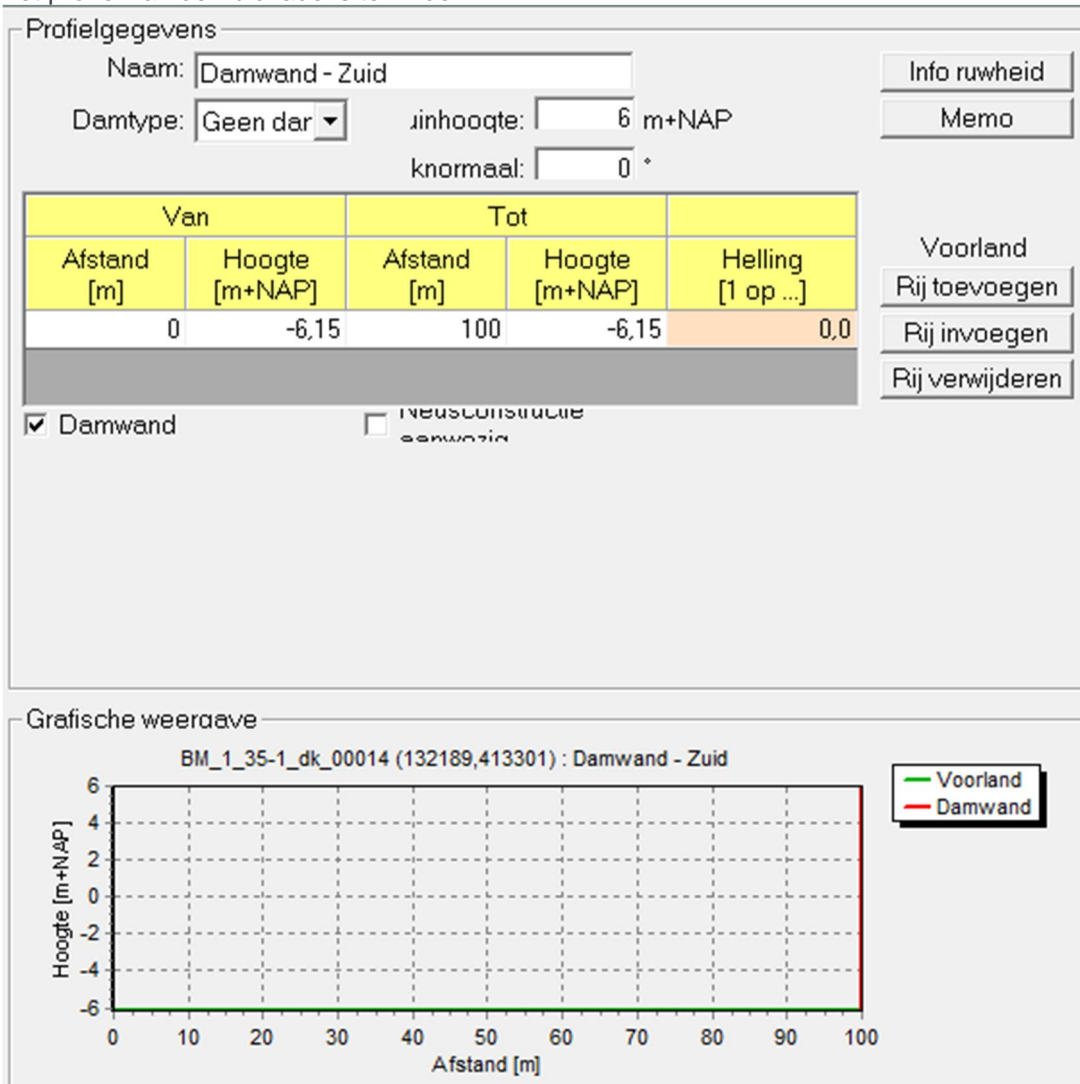 Profielgegevens
Naam: Damwand - Zuid
Info ruwheid
Damtype: Geen dar
6 m+NAP
Memo
0 °
Van Tot
Afstand [m] Hoogte [m+NAP] Afstand [m] Hoogte [m+NAP] Helling [1 op ...]
0 -6,15 100 -6,15 0,0
Voorland
Rij toevoegen
Rij invoegen
Rij verwijderen
Damwand
Grafische weergave
BM_1_35-1_dk_00014 (132189,413301) : Damwand - Zuid
Voorland
Damwand
Hoogte [m+NAP]
6
4
2
0
-2
-4
-6
0 10 20 30 40 50 60 70 80 90 100
Afstand [m]